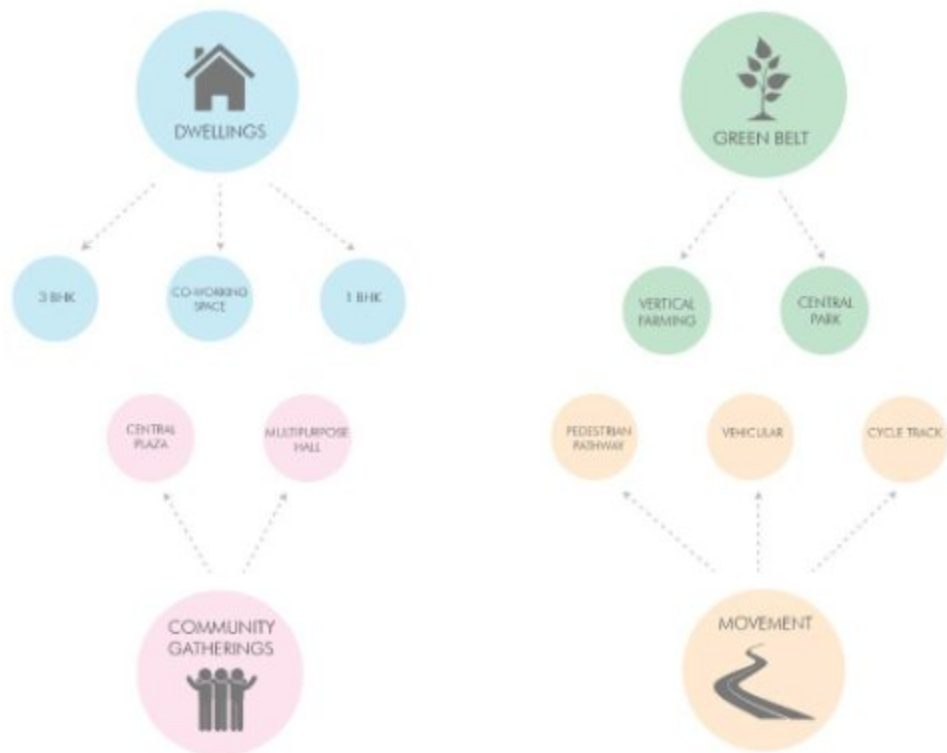 DWELLINGS
GREEN BELT
3 BHK
CO-WORKING
SPACE
1 BHK
VERTICAL
FARMING
CENTRAL
PARK
CENTRAL
PLAZA
MULTIPURPOSE
HALL
PEDESTRIAN
PATHWAY
VEHICULAR
CYCLE TRACK
COMMUNITY
GATHERINGS
MOVEMENT